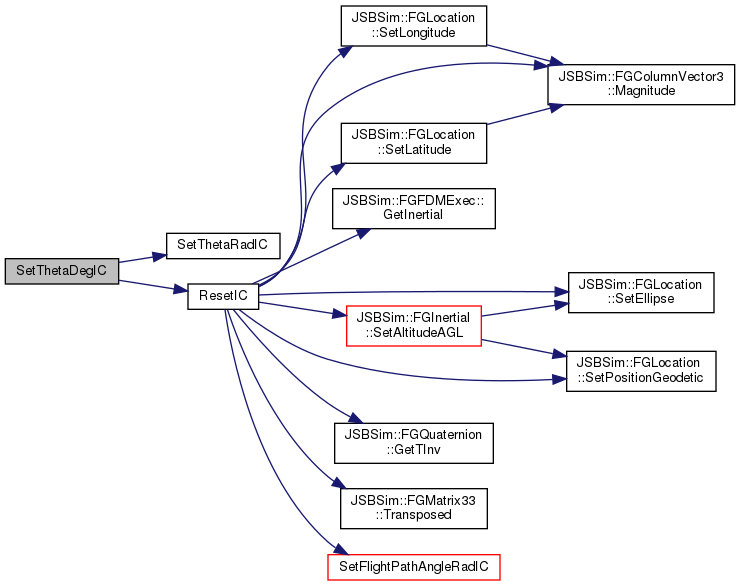 JSBSim::FGLocation
::SetLongitude
JSBSim::FGColumnVector3
::Magnitude
JSBSim::FGLocation
::SetLatitude
JSBSim::FGFDMExec::
GetInertial
SetThetaRadIC
SetThetaDegIC
ResetIC
JSBSim::FGLocation
::SetEllipse
JSBSim::FGInertial
::SetAltitudeAGL
JSBSim::FGLocation
::SetPositionGeodetic
JSBSim::FGQuaternion
::GetTInv
JSBSim::FGMatrix33
::Transposed
SetFlightPathAngleRadIC